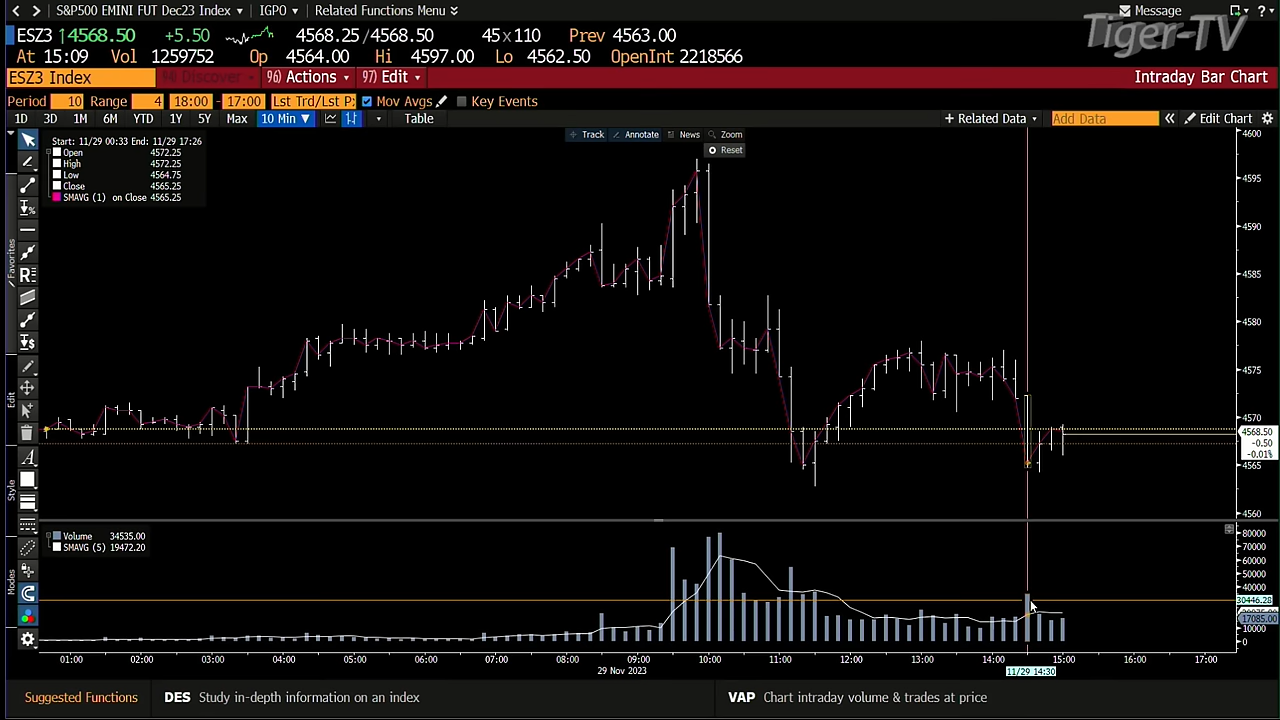 S&P500 EMINI FUT Dec23 Index IGPO Related Functions Menu Message ?
Tiger-TV
ESZ3 ↑4568.50 +5.50 4568.25/4568.50 45×110 Prev 4563.00
At 15:09 Vol 1259752 Op 4564.00 Hi 4597.00 Lo 4562.50 OpenInt 2218566
ESZ3 Index 94) Discover 96) Actions 97) Edit Intraday Bar Chart
Period 10 Range 4 18:00 - 17:00 Lst Trd/Lst P: Mov Avgs Key Events
1D 3D 1M 6M YTD 1Y 5Y Max 10 Min ▼ Table + Related Data Add Data « Edit Chart
Track Annotate News Zoom
Reset
Start: 11/29 00:33 End: 11/29 17:26
Open 4572.25
High 4572.25
Low 4564.75
Close 4565.25
SMAVG (1) on Close 4565.25
Favorites
Edit
Style
Modes
4600
4595
4590
4585
4580
4575
4570
4568.50
-0.50
-0.01%
4565
4560
Volume 34535.00
SMAVG (5) 19472.20
80000
70000
60000
50000
40000
30446.28
17085.00
10000
0
01:00 02:00 03:00 04:00 05:00 06:00 07:00 08:00 09:00 10:00 11:00 12:00 13:00 14:00 15:00 16:00 17:00
29 Nov 2023
11/29 14:30
Suggested Functions DES Study in-depth information on an index VAP Chart intraday volume & trades at price